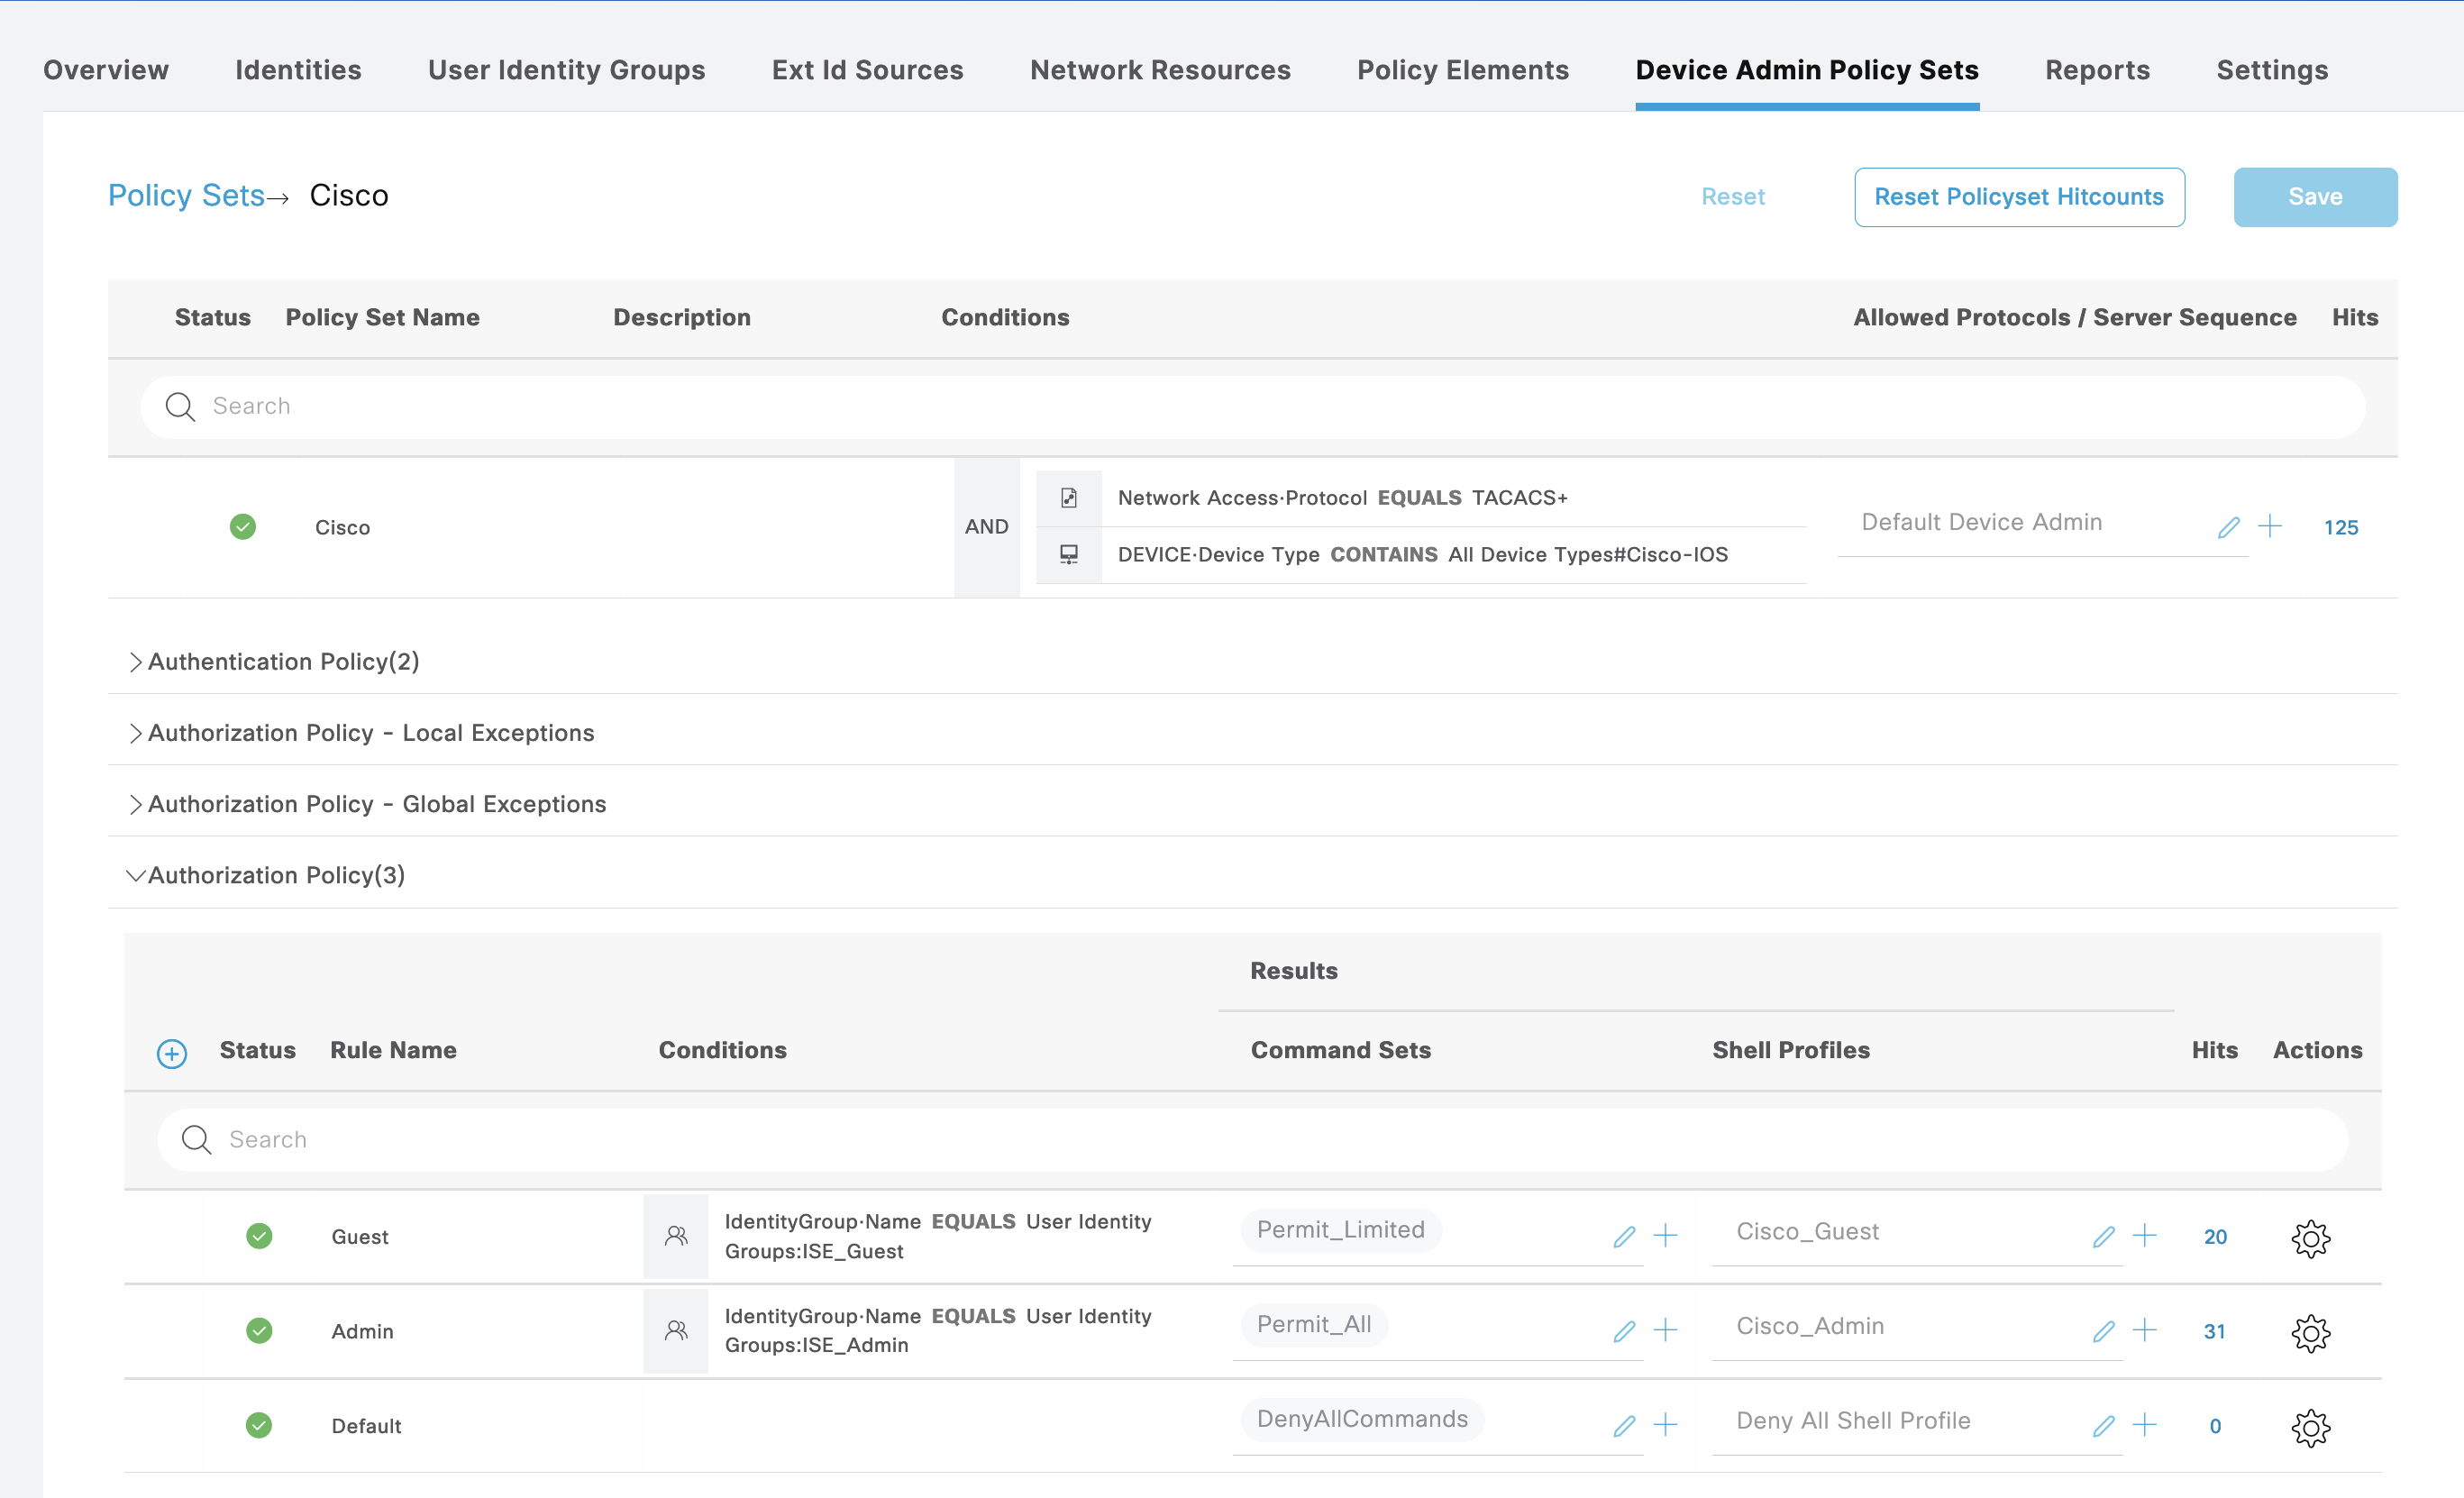 Overview Identities User Identity Groups Ext Id Sources Network Resources Policy Elements Device Admin Policy Sets Reports Settings
Policy Sets→ Cisco Reset Reset Policyset Hitcounts Save
Status Policy Set Name Description Conditions Allowed Protocols / Server Sequence Hits
Search
Cisco AND Network Access·Protocol EQUALS TACACS+ Default Device Admin 125
DEVICE·Device Type CONTAINS All Device Types#Cisco-IOS
Authentication Policy(2)
Authorization Policy - Local Exceptions
Authorization Policy - Global Exceptions
Authorization Policy(3)
Results
Status Rule Name Conditions Command Sets Shell Profiles Hits Actions
Search
Guest IdentityGroup·Name EQUALS User Identity Permit_Limited Cisco_Guest 20
Groups:ISE_Guest
Admin IdentityGroup·Name EQUALS User Identity Permit_All Cisco_Admin 31
Groups:ISE_Admin
Default DenyAllCommands Deny All Shell Profile 0